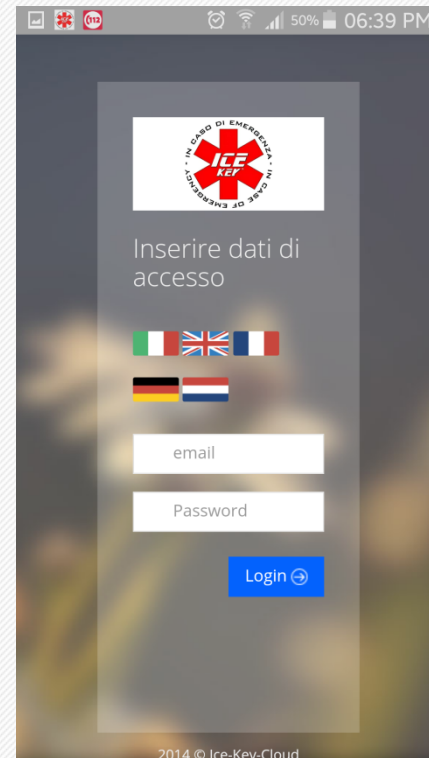 112
50%
06:39 PM
IN CASO DI EMERGENZA - IN CASE OF EMERGENCY -
ICE
KEY
Inserire dati di
accesso
email
Password
Login
2014 © Ice-Key-Cloud